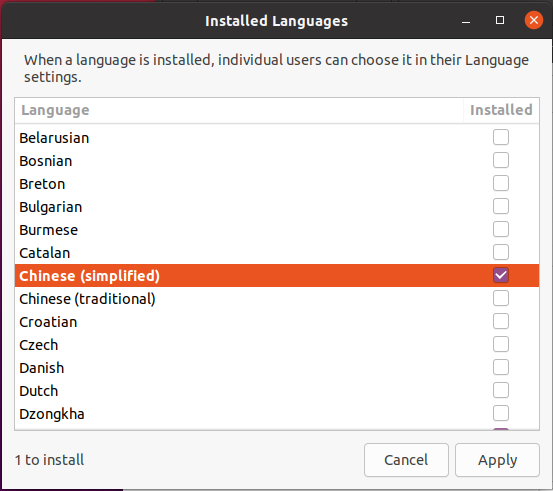 Installed Languages
When a language is installed, individual users can choose it in their Language
settings.
Language Installed
Belarusian
Bosnian
Breton
Bulgarian
Burmese
Catalan
Chinese (simplified)
Chinese (traditional)
Croatian
Czech
Danish
Dutch
Dzongkha
1 to install Cancel Apply